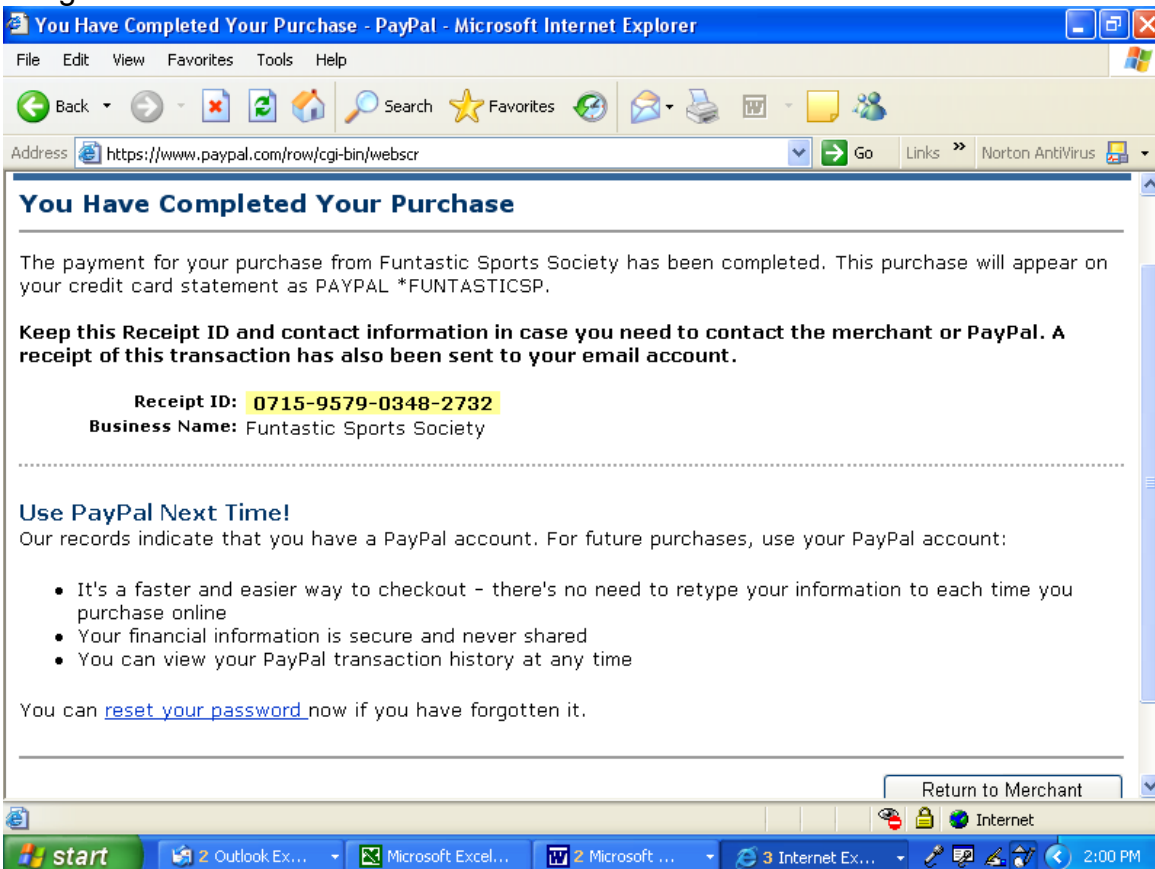 You Have Completed Your Purchase - PayPal - Microsoft Internet Explorer
File Edit View Favorites Tools Help
Back Search Favorites
Address https://www.paypal.com/row/cgi-bin/webscr Go Links » Norton AntiVirus
You Have Completed Your Purchase
The payment for your purchase from Funtastic Sports Society has been completed. This purchase will appear on
your credit card statement as PAYPAL *FUNTASTICSP.
Keep this Receipt ID and contact information in case you need to contact the merchant or PayPal. A
receipt of this transaction has also been sent to your email account.
Receipt ID: 0715-9579-0348-2732
Business Name: Funtastic Sports Society
Use PayPal Next Time!
Our records indicate that you have a PayPal account. For future purchases, use your PayPal account:
• It's a faster and easier way to checkout – there's no need to retype your information to each time you
purchase online
• Your financial information is secure and never shared
• You can view your PayPal transaction history at any time
You can reset your password now if you have forgotten it.
Return to Merchant
Internet
start 2 Outlook Ex... Microsoft Excel... 2 Microsoft ... 3 Internet Ex... 2:00 PM